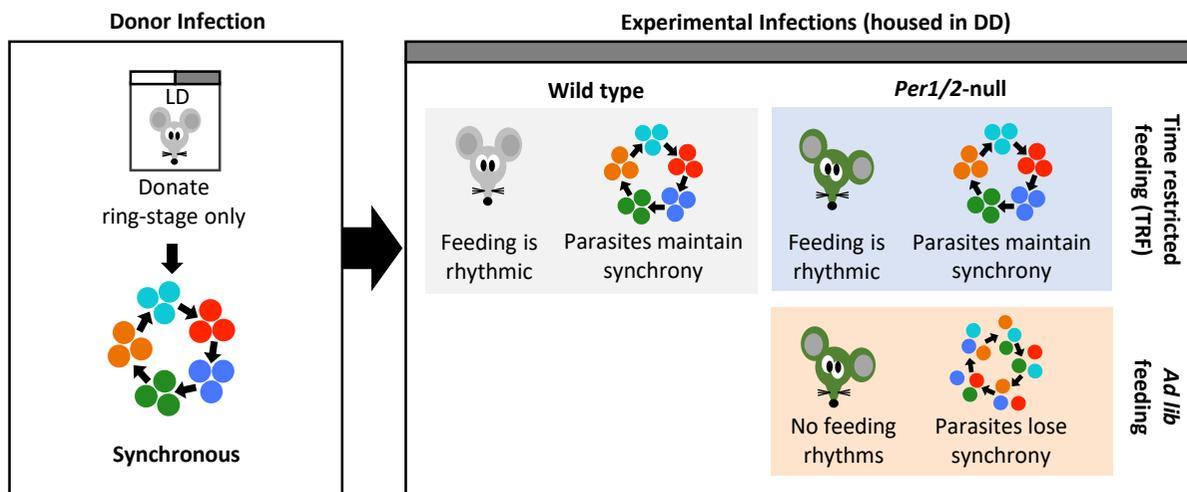 Donor Infection
LD
Donate
ring-stage only
Synchronous
Experimental Infections (housed in DD)
Wild type
Per1/2-null
Feeding is
rhythmic
Parasites maintain
synchrony
Feeding is
rhythmic
Parasites maintain
synchrony
Time restricted
feeding (TRF)
No feeding
rhythms
Parasites lose
synchrony
Ad lib
feeding